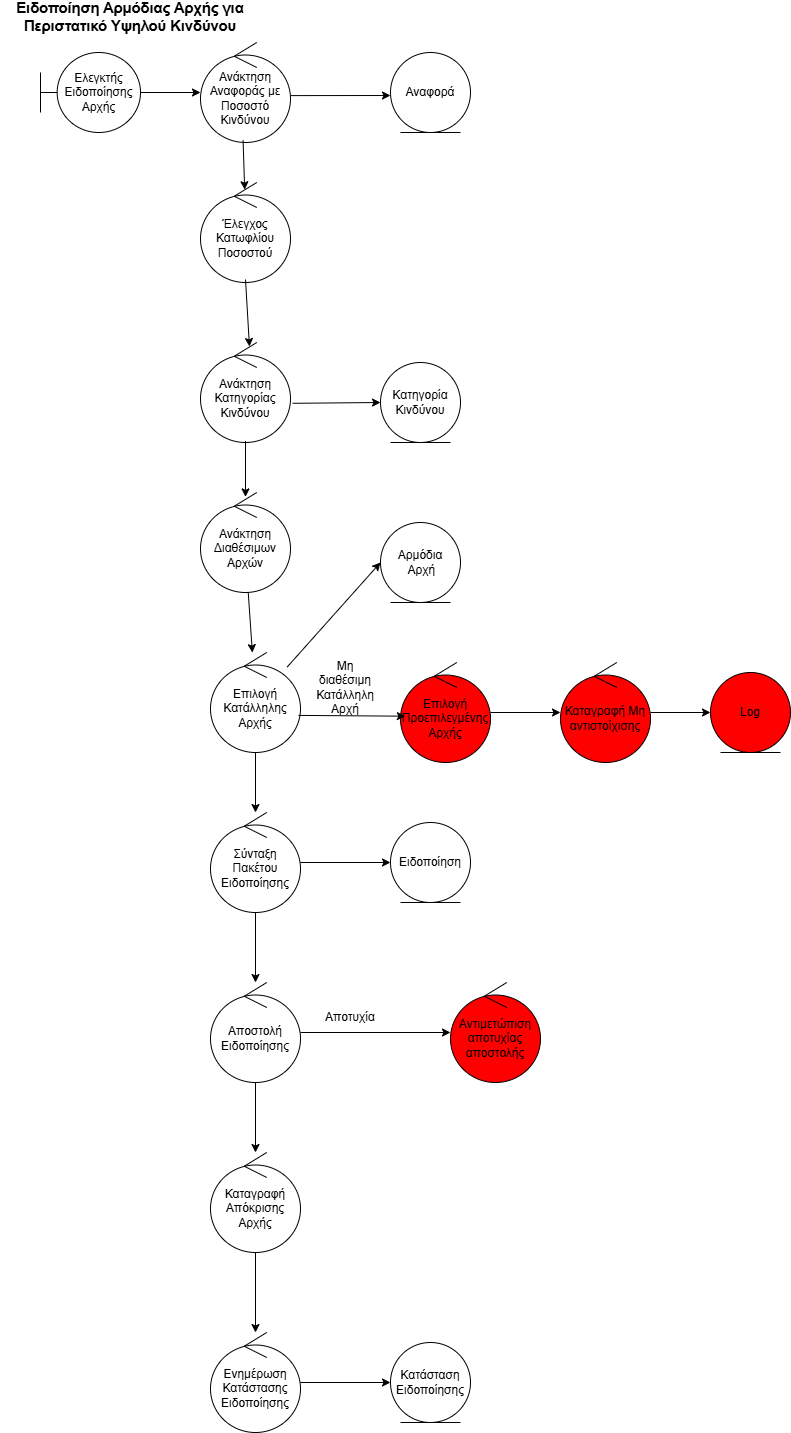 Ειδοποίηση Αρμόδιας Αρχής για
Περιστατικό Υψηλού Κινδύνου
Ελεγκτής
Ειδοποίησης
Αρχής
Ανάκτηση
Αναφοράς με
Ποσοστό
Κινδύνου
Αναφορά
Έλεγχος
Κατωφλίου
Ποσοστού
Ανάκτηση
Κατηγορίας
Κινδύνου
Κατηγορία
Κινδύνου
Ανάκτηση
Διαθέσιμων
Αρχών
Αρμόδια
Αρχή
Επιλογή
Κατάλληλης
Αρχής
Μη
διαθέσιμη
Κατάλληλη
Αρχή
Επιλογή
Προεπιλεγμένης
Αρχής
Καταγραφή Μη
αντιστοίχισης
Log
Σύνταξη
Πακέτου
Ειδοποίησης
Ειδοποίηση
Αποστολή
Ειδοποίησης
Αποτυχία
Αντιμετώπιση
αποτυχίας
αποστολής
Καταγραφή
Απόκρισης
Αρχής
Ενημέρωση
Κατάστασης
Ειδοποίησης
Κατάσταση
Ειδοποίησης